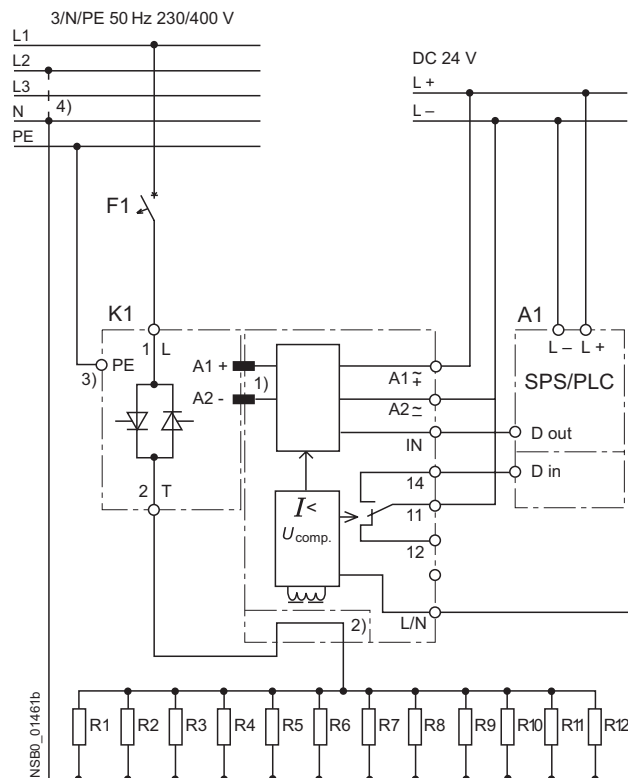 3/N/PE 50 Hz 230/400 V
L1
L2
L3
N
PE
4)
DC 24 V
L +
L –
F1
K1
A1
1 L
3) PE
A1 +
A2 -
1)
A1 ~ +
A2 ~ –
IN
14
11
12
L/N
L – L +
SPS/PLC
D out
D in
2 T
I<
U comp.
2)
R1 R2 R3 R4 R5 R6 R7 R8 R9 R10 R11 R12
NSB0_01461b